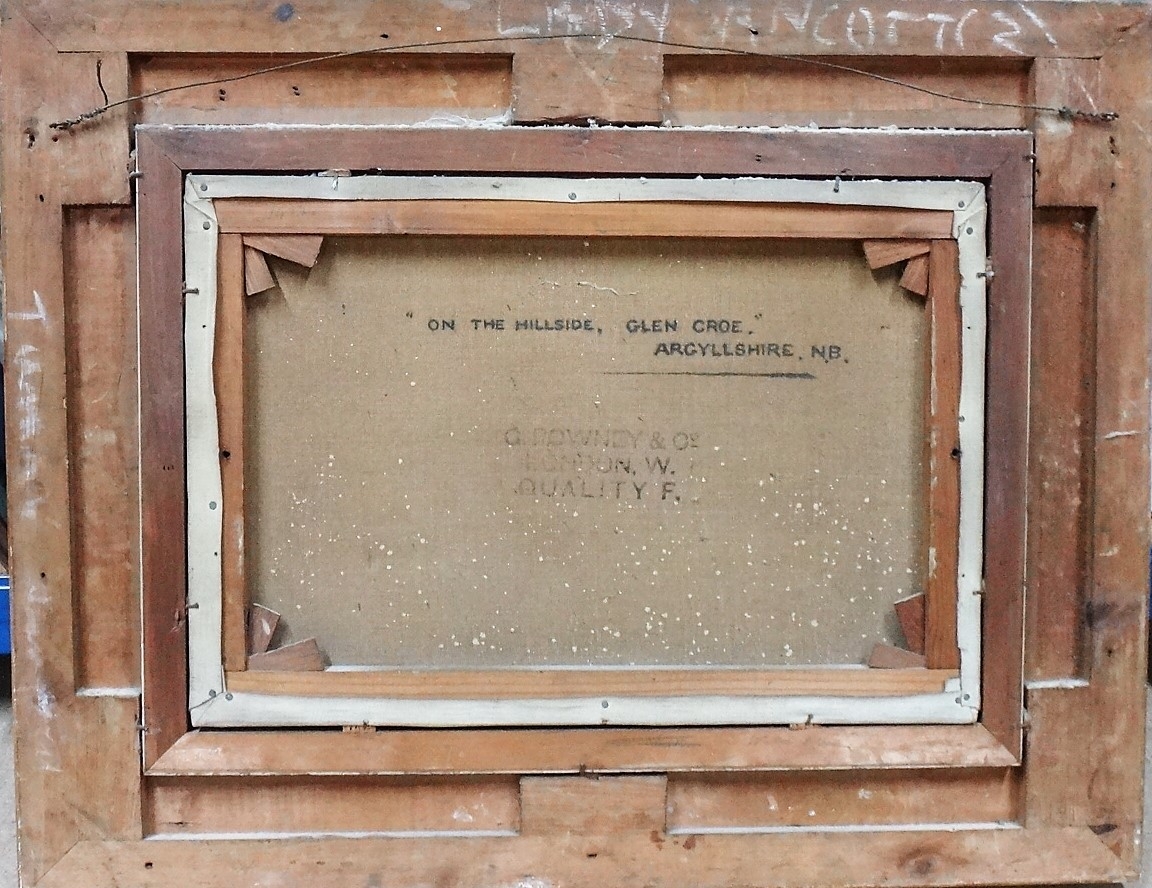 " ON THE HILLSIDE, GLEN CROE."
ARGYLLSHIRE. N.B.
G. ROWNEY & Co
LONDON, W.
QUALITY F.